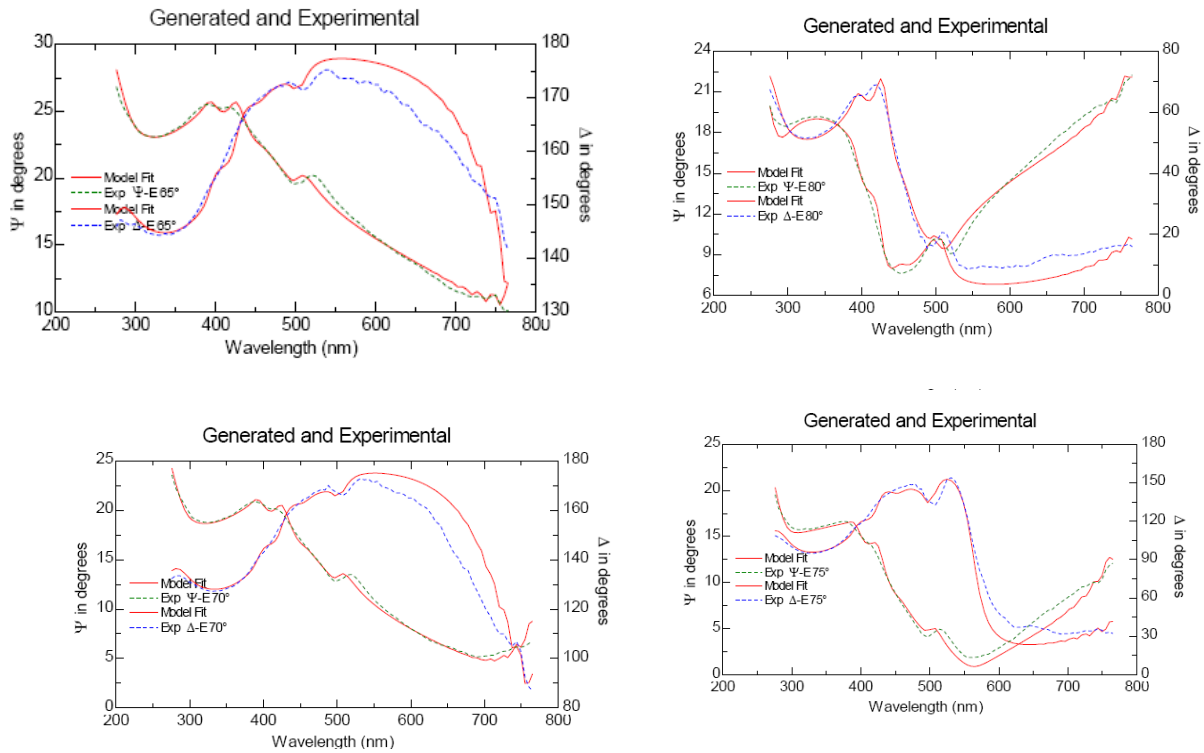 Generated and Experimental
30
25
20
15
10
Ψ in degrees
180
170
160
150
140
130
Δ in degrees
Model Fit
Exp Ψ-E 65°
Model Fit
Exp Δ-E 65°
200 300 400 500 600 700 800
Wavelength (nm)
Generated and Experimental
24
21
18
15
12
9
6
Ψ in degrees
80
60
40
20
0
Δ in degrees
Model Fit
Exp Ψ-E 80°
Model Fit
Exp Δ-E 80°
200 300 400 500 600 700 800
Wavelength (nm)
Generated and Experimental
25
20
15
10
5
0
Ψ in degrees
180
160
140
120
100
80
Δ in degrees
Model Fit
Exp Ψ-E 70°
Model Fit
Exp Δ-E 70°
200 300 400 500 600 700 800
Wavelength (nm)
Generated and Experimental
25
20
15
10
5
0
Ψ in degrees
180
150
120
90
60
30
0
Δ in degrees
Model Fit
Exp Ψ-E 75°
Model Fit
Exp Δ-E 75°
200 300 400 500 600 700 800
Wavelength (nm)